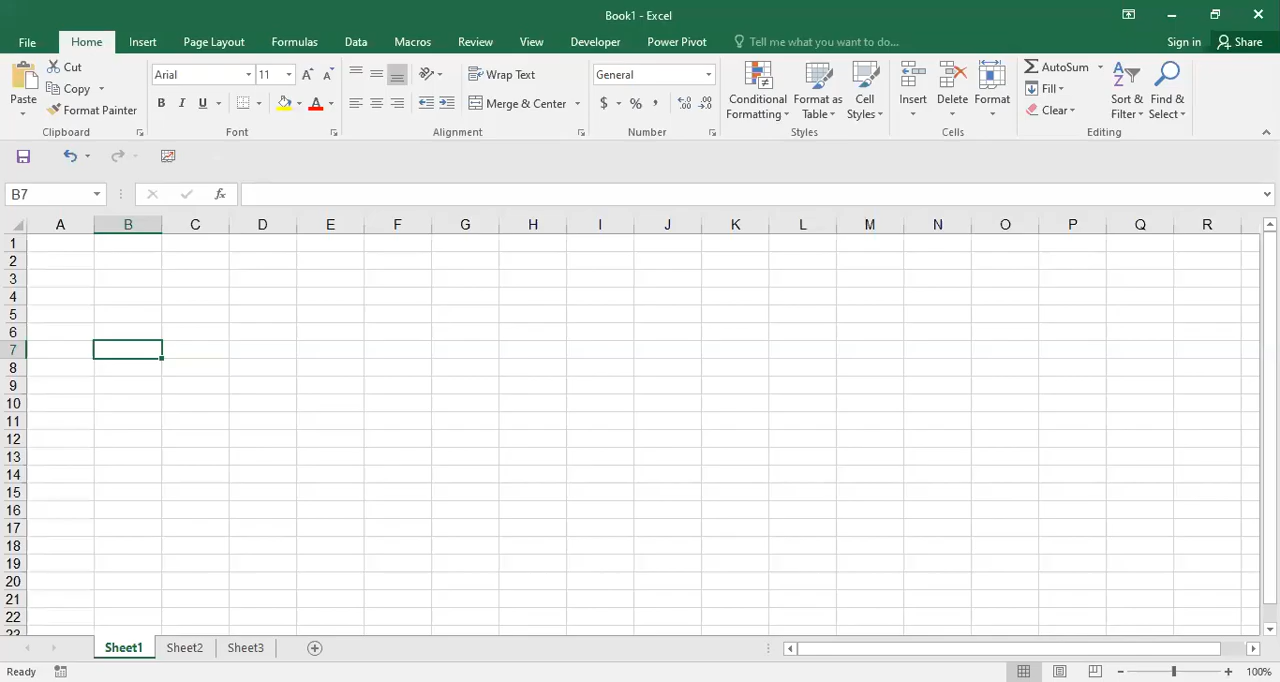 Book1 - Excel
File Home Insert Page Layout Formulas Data Macros Review View Developer Power Pivot Tell me what you want to do... Sign in Share
Paste Cut Copy Format Painter Clipboard
Arial 11 B I U A Font
Wrap Text Merge & Center Alignment
General $ % , Number
Conditional Formatting Format as Table Cell Styles Styles
Insert Delete Format Cells
AutoSum Fill Clear Sort & Filter Find & Select Editing
B7 fx
A B C D E F G H I J K L M N O P Q R
1
2
3
4
5
6
7
8
9
10
11
12
13
14
15
16
17
18
19
20
21
22
23
Sheet1 Sheet2 Sheet3
Ready 100%